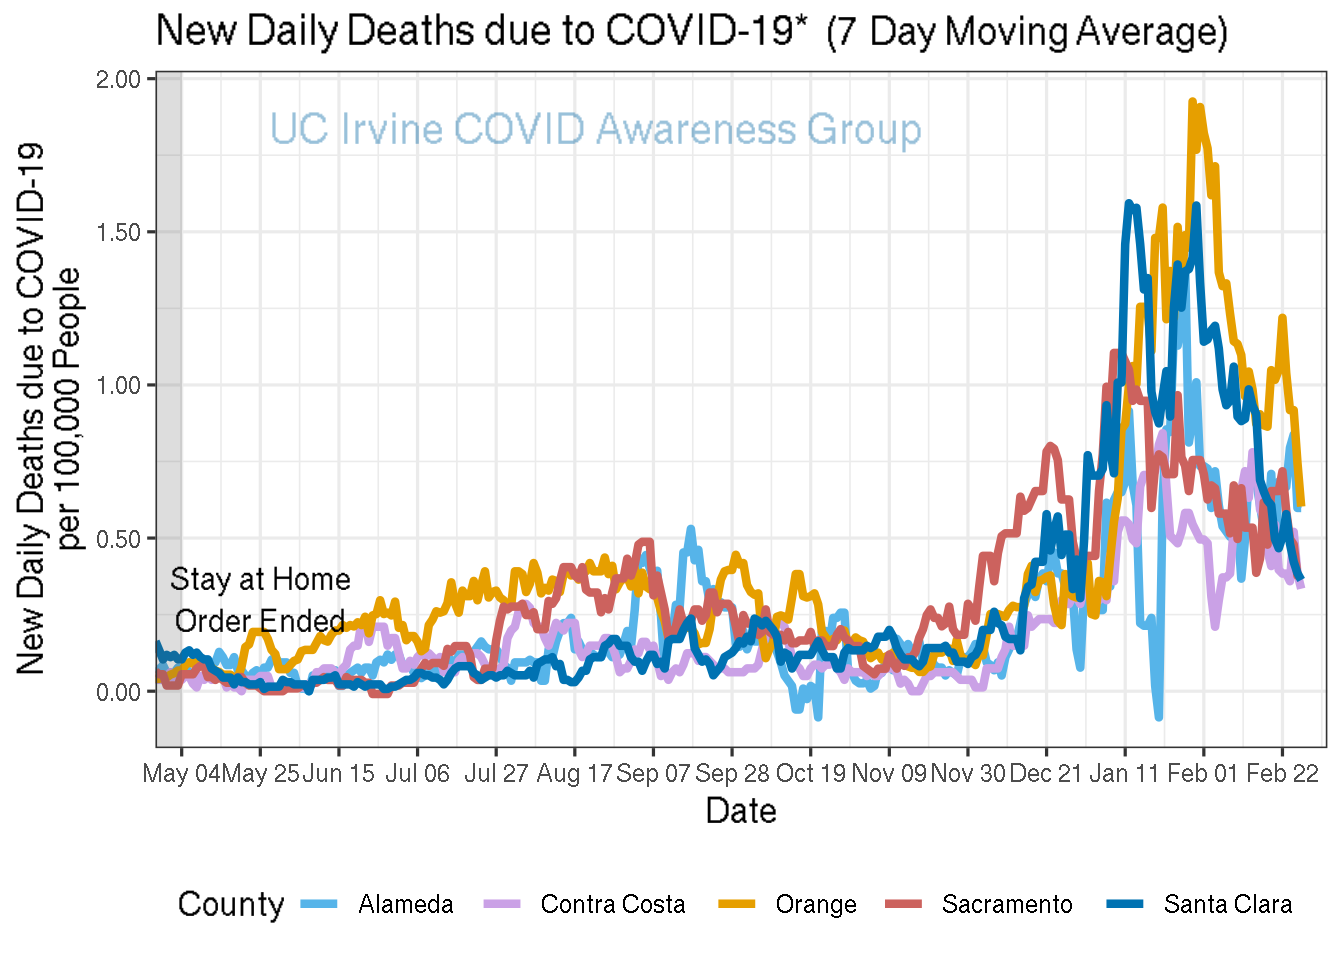 New Daily Deaths due to COVID-19* (7 Day Moving Average)
New Daily Deaths due to COVID-19
per 100,000 People
2.00
1.50
1.00
0.50
0.00
UC Irvine COVID Awareness Group
Stay at Home
Order Ended
May 04 May 25 Jun 15 Jul 06 Jul 27 Aug 17 Sep 07 Sep 28 Oct 19 Nov 09 Nov 30 Dec 21 Jan 11 Feb 01 Feb 22
Date
County Alameda Contra Costa Orange Sacramento Santa Clara